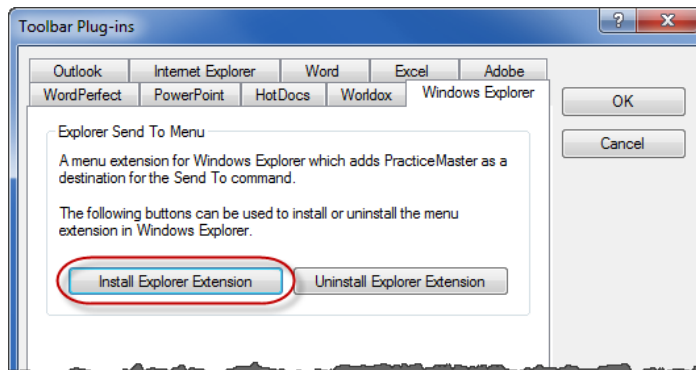 Toolbar Plug-ins
?
Outlook Internet Explorer Word Excel Adobe
WordPerfect PowerPoint HotDocs Worldox Windows Explorer
OK
Cancel
Explorer Send To Menu
A menu extension for Windows Explorer which adds PracticeMaster as a
destination for the Send To command.
The following buttons can be used to install or uninstall the menu
extension in Windows Explorer.
Install Explorer Extension Uninstall Explorer Extension